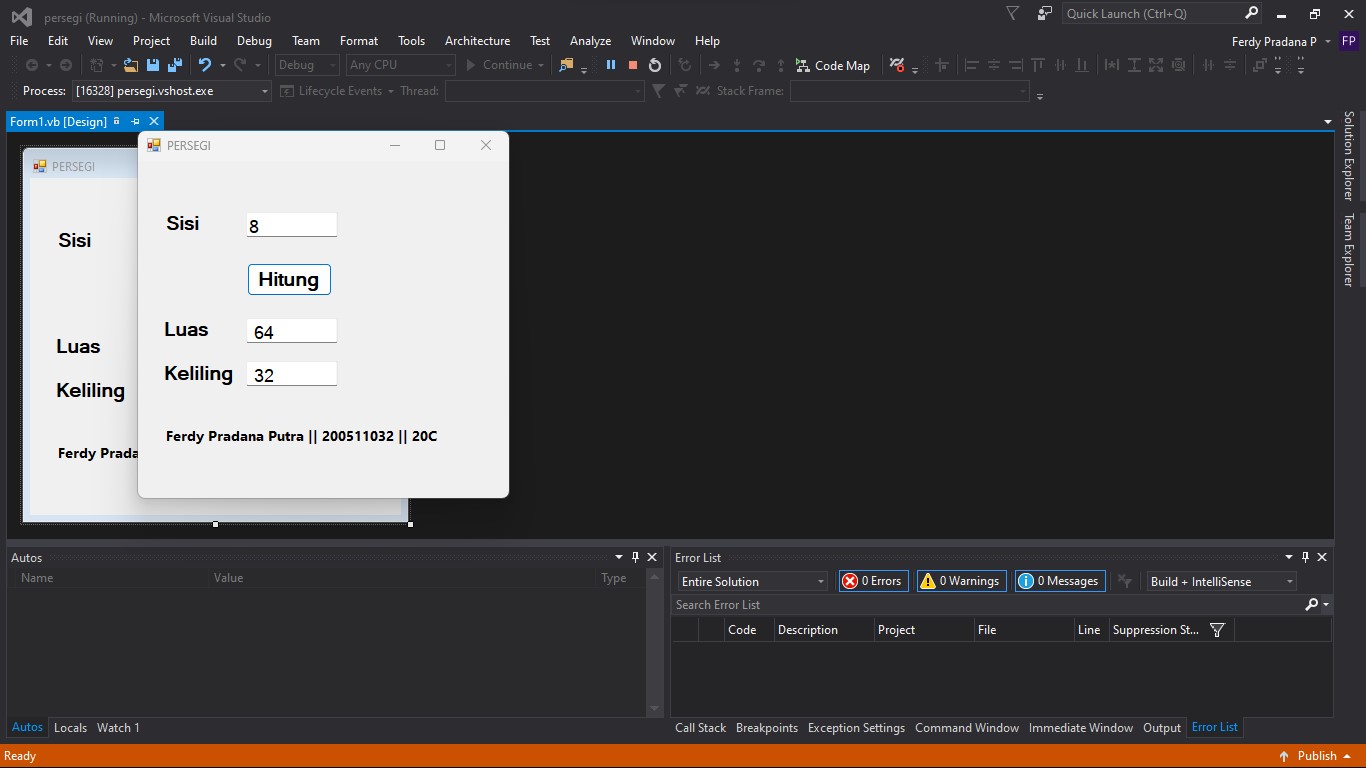 persegi (Running) - Microsoft Visual Studio
Quick Launch (Ctrl+Q)
File Edit View Project Build Debug Team Format Tools Architecture Test Analyze Window Help
Ferdy Pradana P FP
Debug Any CPU Continue Code Map
Process: [16328] persegi.vshost.exe Lifecycle Events Thread: Stack Frame:
Form1.vb [Design]
PERSEGI
Sisi
Luas
Keliling
Ferdy Prada
PERSEGI
Sisi 8
Hitung
Luas 64
Keliling 32
Ferdy Pradana Putra || 200511032 || 20C
Solution Explorer
Team Explorer
Autos
Name Value Type
Autos Locals Watch 1
Error List
Entire Solution 0 Errors 0 Warnings 0 Messages Build + IntelliSense
Search Error List
Code Description Project File Line Suppression St...
Call Stack Breakpoints Exception Settings Command Window Immediate Window Output Error List
Ready
Publish